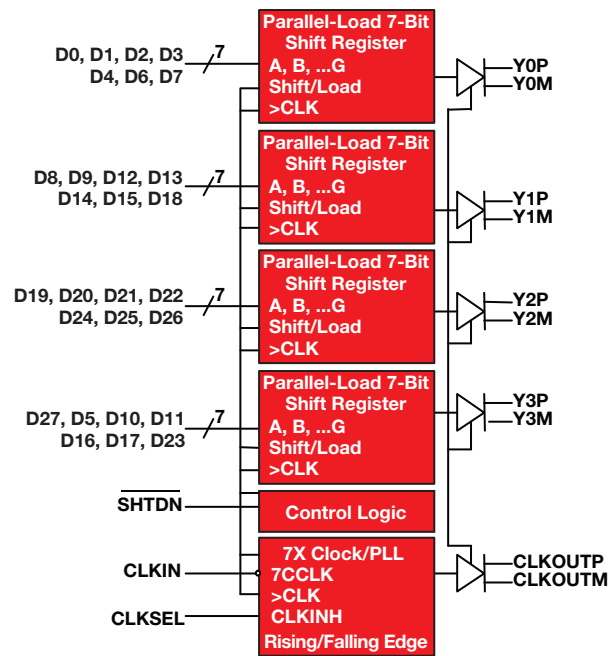 Parallel-Load 7-Bit
Shift Register
D0, D1, D2, D3
D4, D6, D7
7
A, B, ...G
Shift/Load
>CLK
Y0P
Y0M
Parallel-Load 7-Bit
Shift Register
D8, D9, D12, D13
D14, D15, D18
7
A, B, ...G
Shift/Load
>CLK
Y1P
Y1M
Parallel-Load 7-Bit
Shift Register
D19, D20, D21, D22
D24, D25, D26
7
A, B, ...G
Shift/Load
>CLK
Y2P
Y2M
Parallel-Load 7-Bit
Shift Register
D27, D5, D10, D11
D16, D17, D23
7
A, B, ...G
Shift/Load
>CLK
Y3P
Y3M
SHTDN
Control Logic
7X Clock/PLL
CLKIN
7CCLK
>CLK
CLKSEL
CLKINH
Rising/Falling Edge
CLKOUTP
CLKOUTM